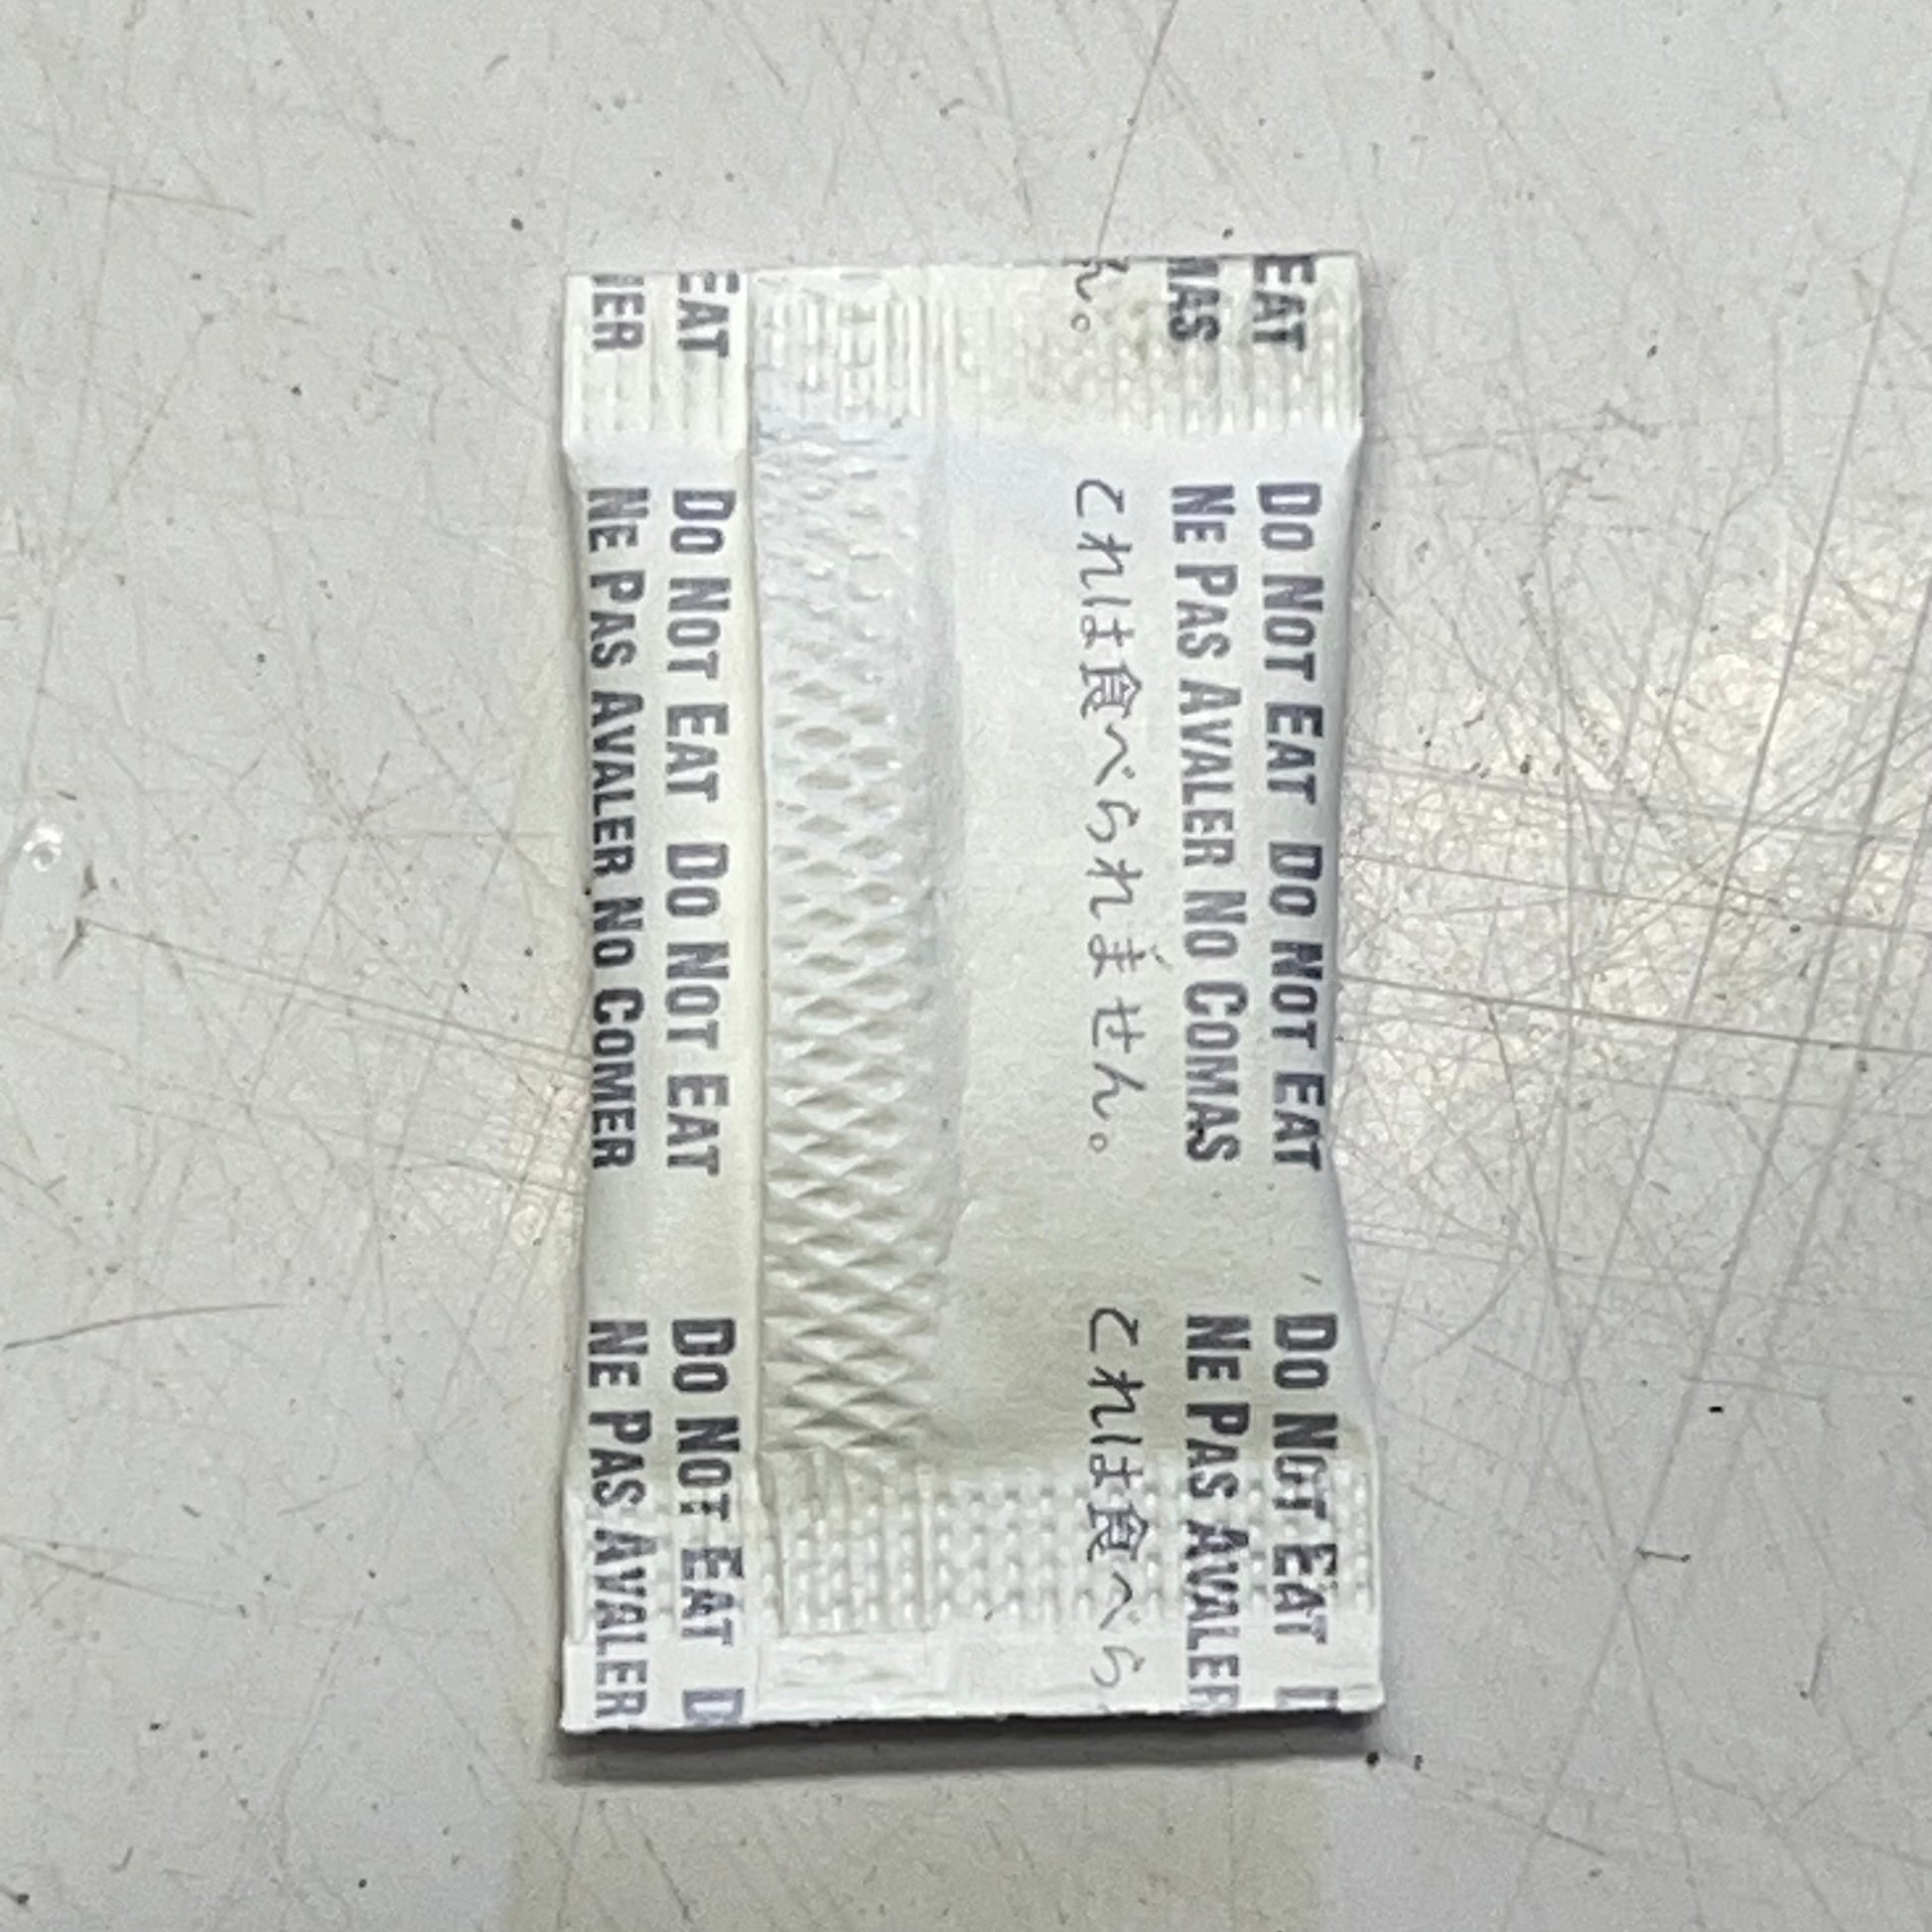 EAT DO NOT EAT DO NOT EAT DO NOT EAT D
MAS NE PAS AVALER NO COMAS NE PAS AVALER
ん。 これは食べられません。 これは食べら
EAT DO NOT EAT DO NOT EAT DO NOT EAT D
MER NE PAS AVALER NO COMER NE PAS AVALER